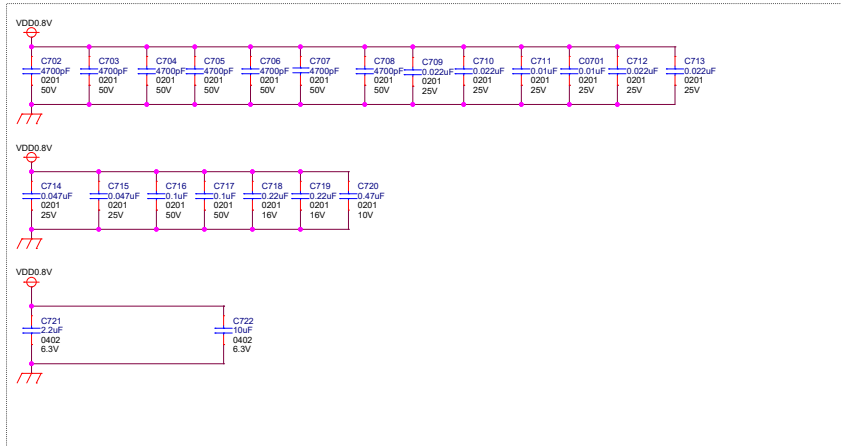 VDD0.8V
C702
4700pF
0201
50V
C703
4700pF
0201
50V
C704
4700pF
0201
50V
C705
4700pF
0201
50V
C706
4700pF
0201
50V
C707
4700pF
0201
50V
C708
4700pF
0201
50V
C709
0.022uF
0201
25V
C710
0.022uF
0201
25V
C711
0.01uF
0201
25V
C0701
0.01uF
0201
25V
C712
0.022uF
0201
25V
C713
0.022uF
0201
25V
VDD0.8V
C714
0.047uF
0201
25V
C715
0.047uF
0201
25V
C716
0.1uF
0201
50V
C717
0.1uF
0201
50V
C718
0.22uF
0201
16V
C719
0.22uF
0201
16V
C720
0.47uF
0201
10V
VDD0.8V
C721
2.2uF
0402
6.3V
C722
10uF
0402
6.3V